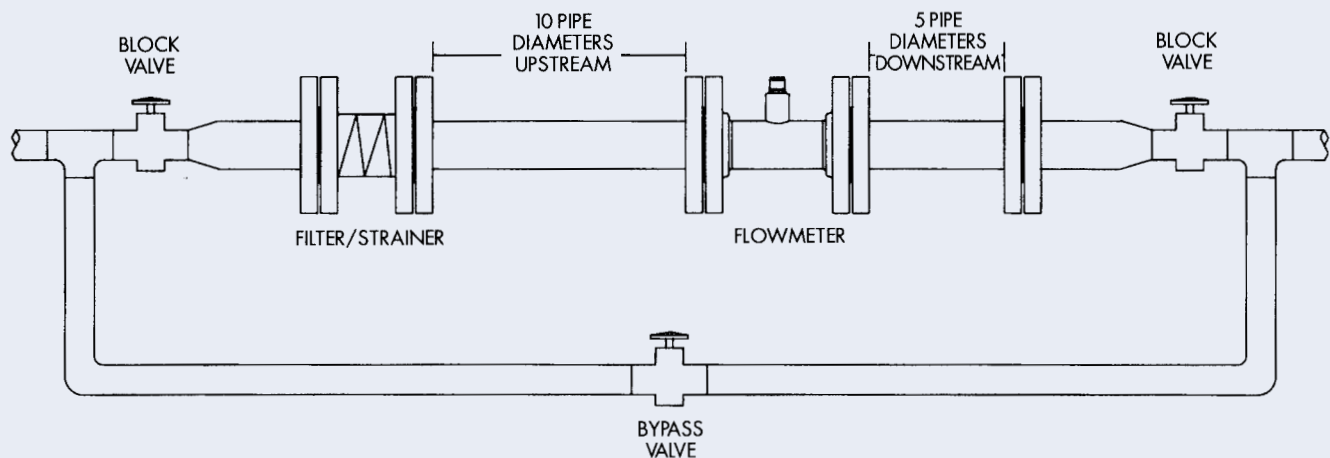 BLOCK
VALVE
10 PIPE
DIAMETERS
UPSTREAM
5 PIPE
DIAMETERS
DOWNSTREAM
BLOCK
VALVE
FILTER/STRAINER
FLOWMETER
BYPASS
VALVE